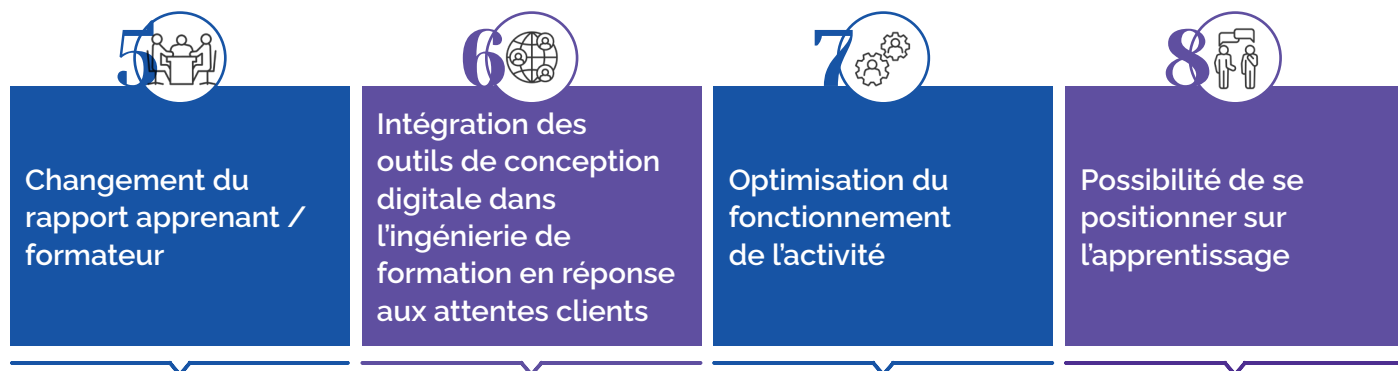 5
Changement du
rapport apprenant /
formateur
6
Intégration des
outils de conception
digitale dans
l'ingénierie de
formation en réponse
aux attentes clients
7
Optimisation du
fonctionnement
de l'activité
8
Possibilité de se
positionner sur
l'apprentissage